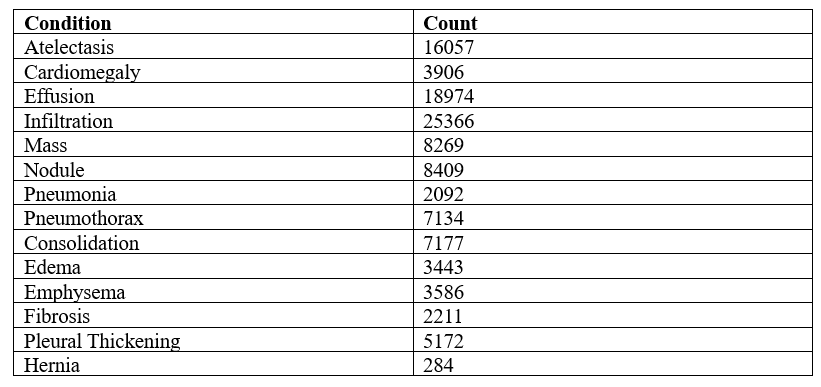 Condition Count
Atelectasis 16057
Cardiomegaly 3906
Effusion 18974
Infiltration 25366
Mass 8269
Nodule 8409
Pneumonia 2092
Pneumothorax 7134
Consolidation 7177
Edema 3443
Emphysema 3586
Fibrosis 2211
Pleural Thickening 5172
Hernia 284